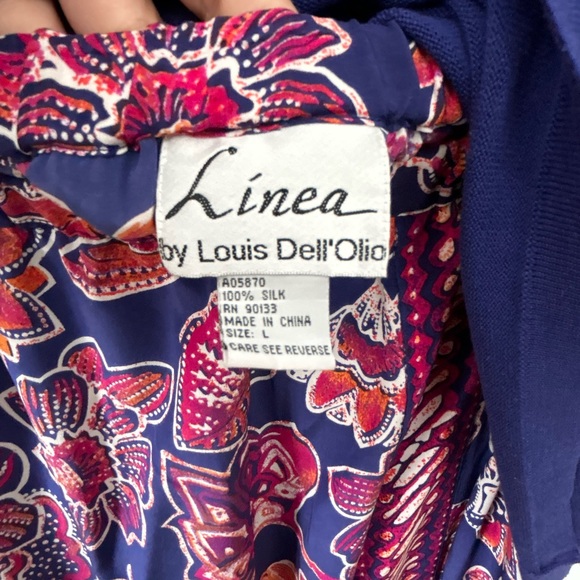 Linea
by Louis Dell'Olio
A05870
100% SILK
RN 90133
MADE IN CHINA
SIZE: L
CARE SEE REVERSE